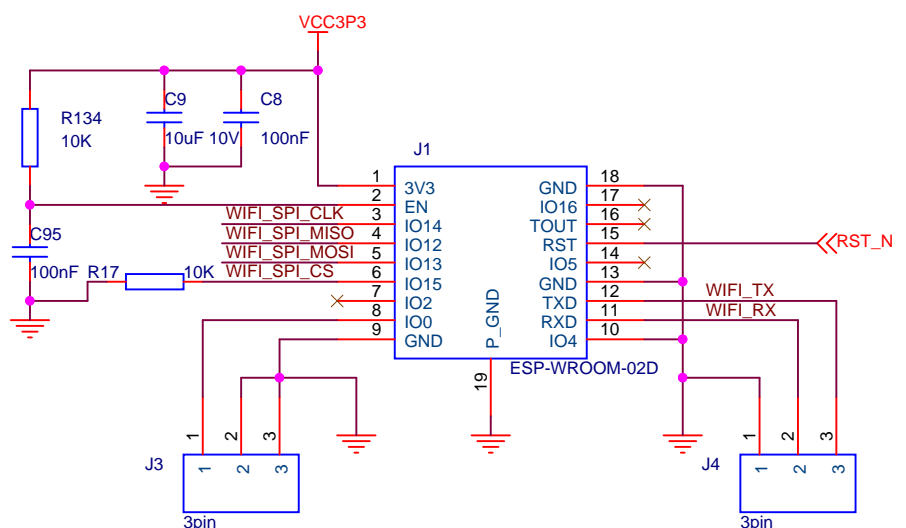 VCC3P3
R134
10K
C9
10uF
10V
C8
100nF
J1
1
3V3
18
GND
2
EN
17
IO16
WIFI_SPI_CLK
3
IO14
16
TOUT
WIFI_SPI_MISO
4
IO12
15
RST
RST_N
C95
100nF
WIFI_SPI_MOSI
5
IO13
14
IO5
R17
10K
WIFI_SPI_CS
6
IO15
13
GND
7
IO2
12
TXD
WIFI_TX
8
IO0
11
RXD
WIFI_RX
9
GND
10
IO4
P_GND
19
ESP-WROOM-02D
1
2
3
J3
1
2
3
3pin
1
2
3
J4
1
2
3
3pin